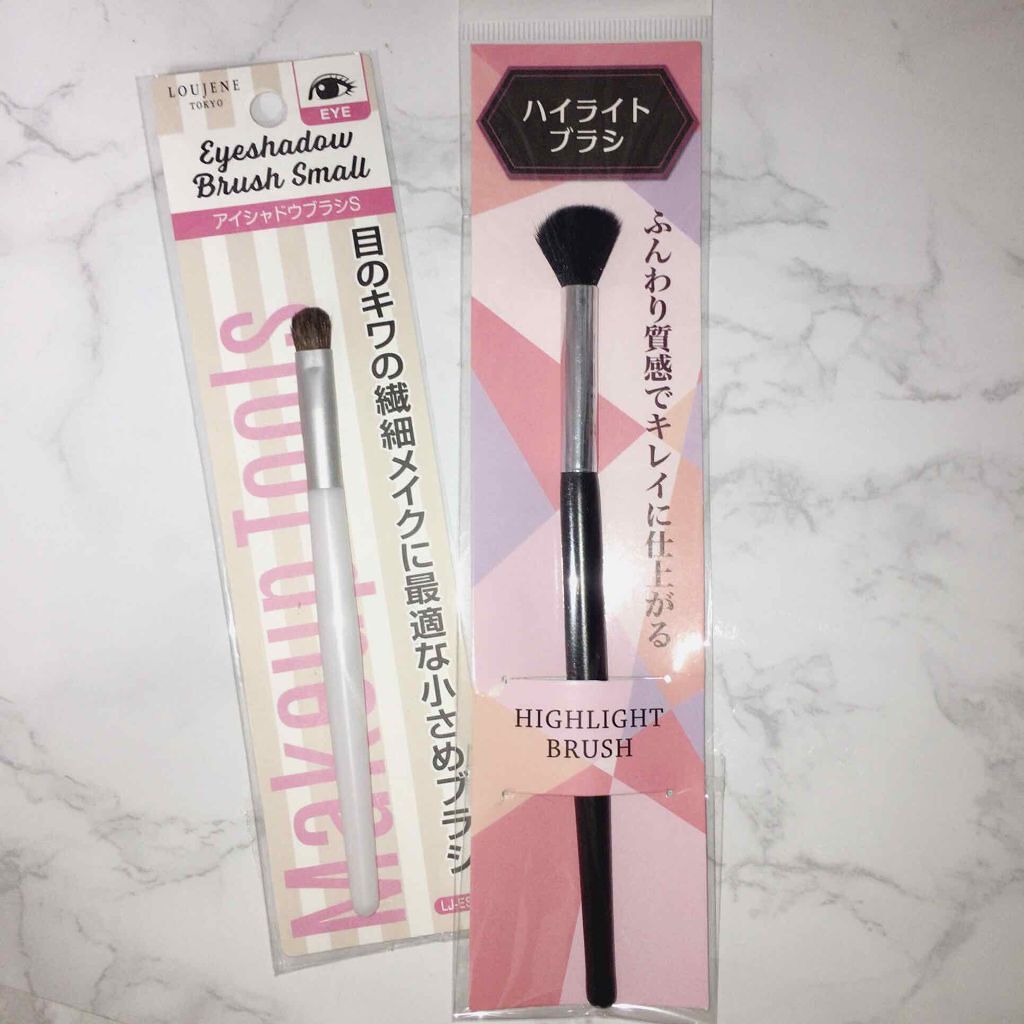 LOUJENE
TOKYO
EYE
Eyeshadow
Brush Small
アイシャドウブラシS
目のキワの繊細メイクに最適な小さめブラシ
Makeup Tools
LJ-ES
ハイライト
ブラシ
ふんわり質感でキレイに仕上がる
HIGHLIGHT
BRUSH